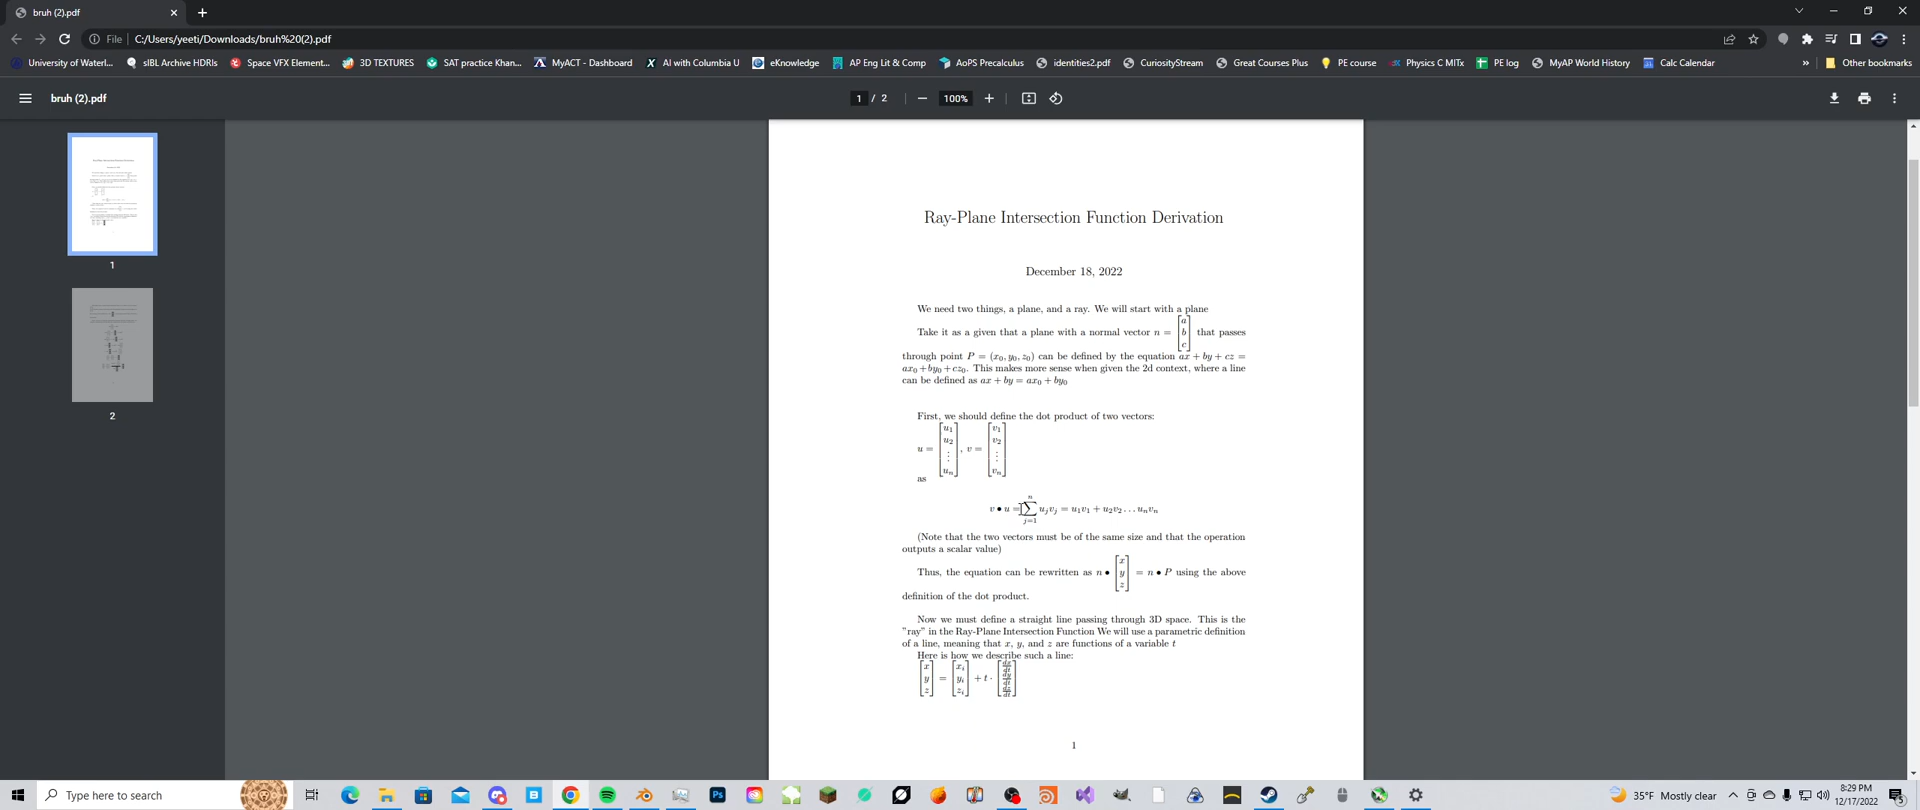 bruh (2).pdf
File C:/Users/yeeti/Downloads/bruh%20(2).pdf
University of Waterl... sIBL Archive HDRIs Space VFX Element... 3D TEXTURES SAT practice Khan... MyACT - Dashboard AI with Columbia U eKnowledge AP Eng Lit & Comp AoPS Precalculus identities2.pdf CuriosityStream Great Courses Plus PE course Physics C MITx PE log MyAP World History Calc Calendar » Other bookmarks
bruh (2).pdf 1 / 2 − 100% +
1
2
Ray-Plane Intersection Function Derivation
December 18, 2022
We need two things, a plane, and a ray. We will start with a plane
Take it as a given that a plane with a normal vector n = [a b c] that passes
through point P = (x₀, y₀, z₀) can be defined by the equation ax + by + cz =
ax₀ + by₀ + cz₀. This makes more sense when given the 2d context, where a line
can be defined as ax + by = ax₀ + by₀
First, we should define the dot product of two vectors:
u = [u₁ u₂ ⋮ uₙ], v = [v₁ v₂ ⋮ vₙ]
as
v • u = ∑ⁿⱼ₌₁ uⱼvⱼ = u₁v₁ + u₂v₂ . . . uₙvₙ
(Note that the two vectors must be of the same size and that the operation
outputs a scalar value)
Thus, the equation can be rewritten as n • [x y z] = n • P using the above
definition of the dot product.
Now we must define a straight line passing through 3D space. This is the
"ray" in the Ray-Plane Intersection Function We will use a parametric definition
of a line, meaning that x, y, and z are functions of a variable t
Here is how we describe such a line:
[x y z] = [xᵢ yᵢ zᵢ] + t · [dx/dt dy/dt dz/dt]
1
Type here to search
35°F Mostly clear
8:29 PM
12/17/2022
5